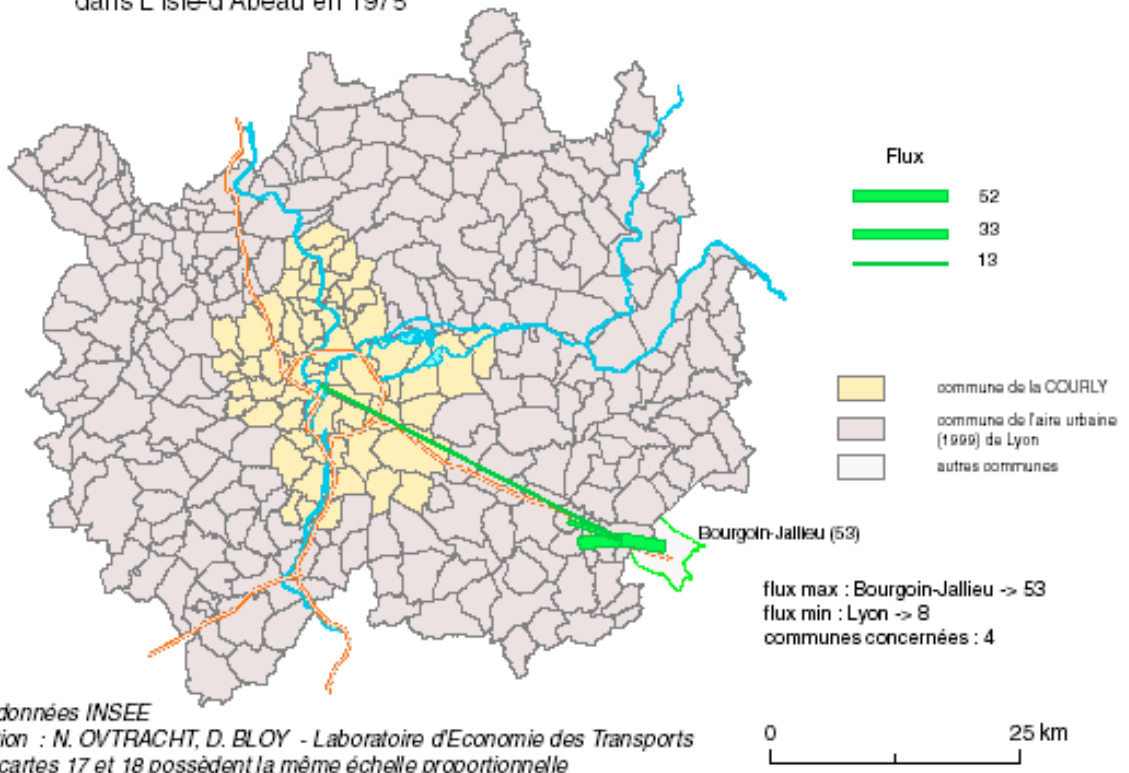 dans L'Isle-d'Abeau en 1975
Flux
52
33
13
commune de la COURLY
commune de l'aire urbaine
(1999) de Lyon
autres communes
Bourgoin-Jallieu (53)
flux max : Bourgoin-Jallieu -> 53
flux min : Lyon -> 8
communes concernées : 4
données INSEE
: N. OVTRACHT, D. BLOY - Laboratoire d'Economie des Transports
cartes 17 et 18 possèdent la même échelle proportionnelle
0 25 km